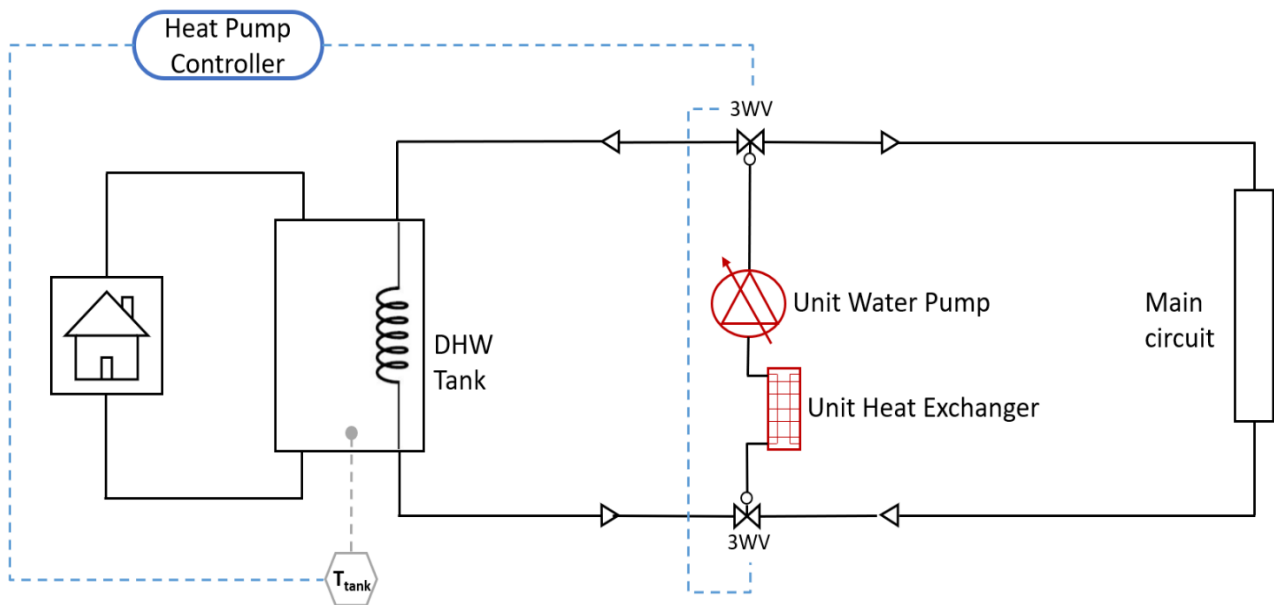 Heat Pump
Controller
3WV
Unit Water Pump
Main
circuit
DHW
Tank
Unit Heat Exchanger
3WV
Ttank